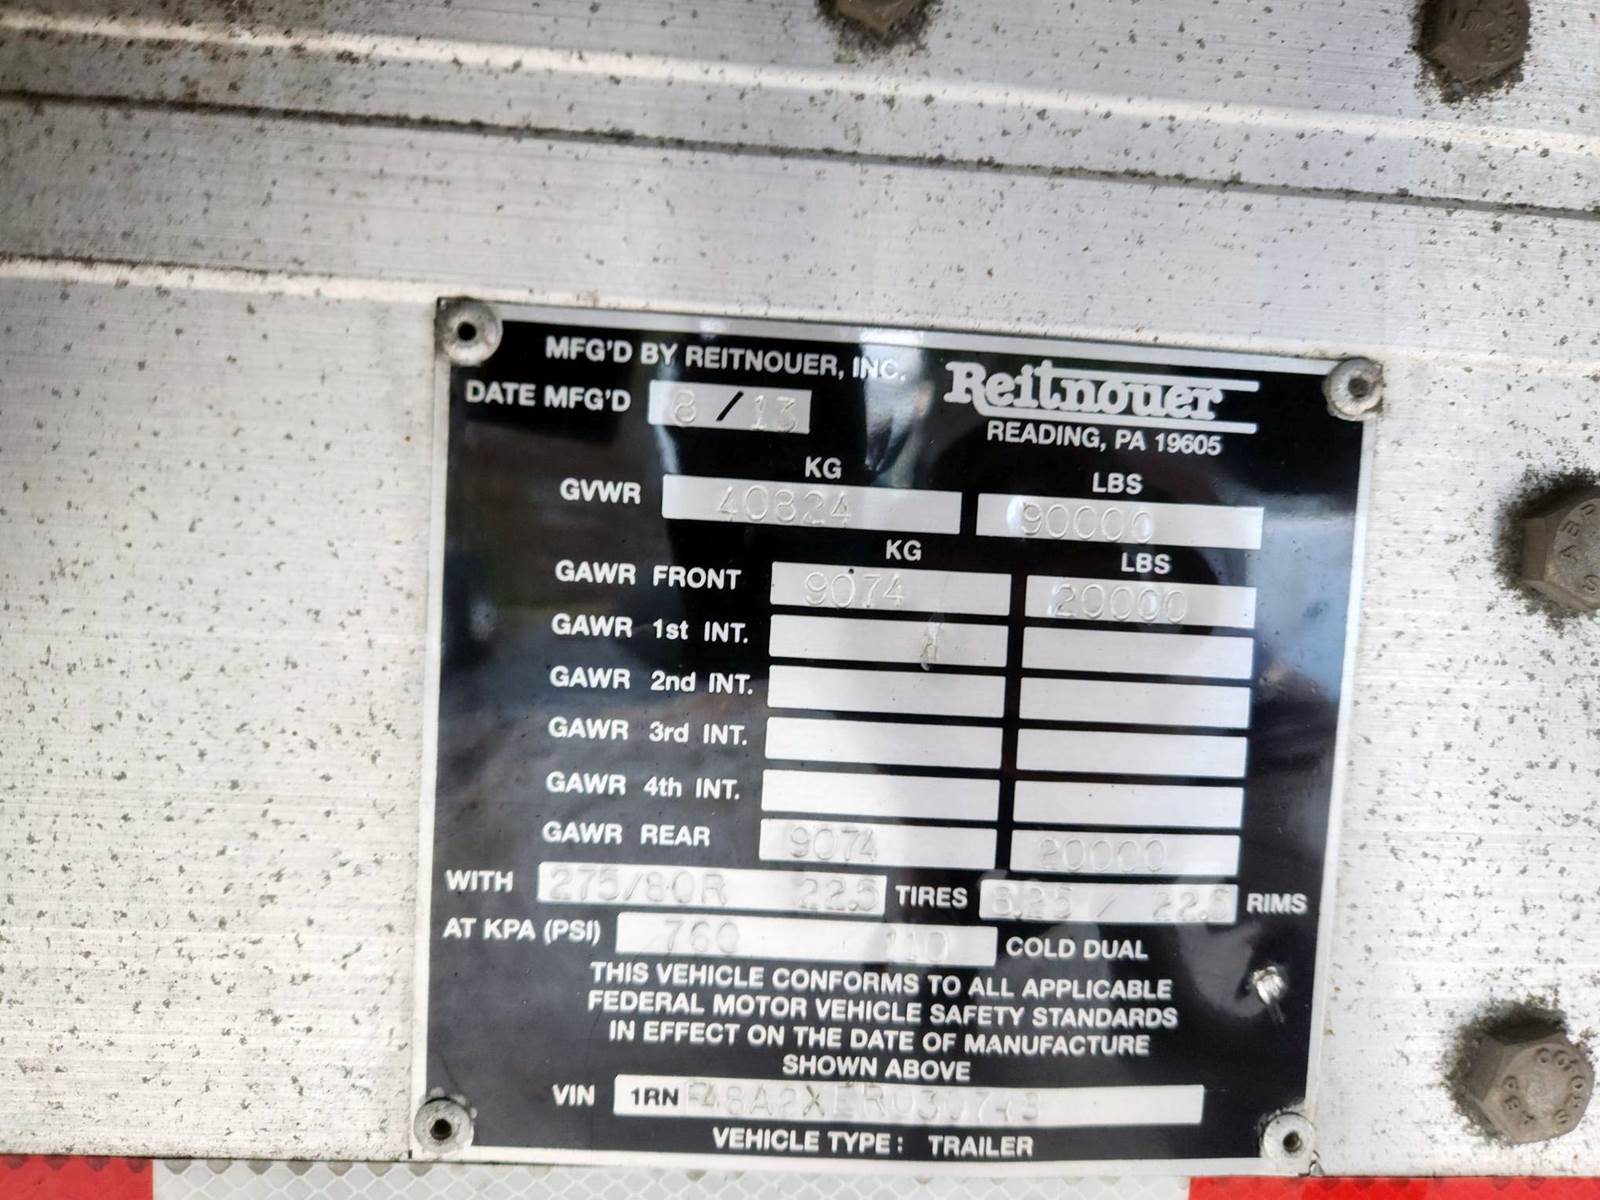 MFG'D BY REITNOUER, INC.
Reitnouer
DATE MFG'D 8 / 13
READING, PA 19605
KG LBS
GVWR 40824 90000
KG LBS
GAWR FRONT 9074 20000
GAWR 1st INT.
GAWR 2nd INT.
GAWR 3rd INT.
GAWR 4th INT.
GAWR REAR 9074 20000
WITH 275/80R 22.5 TIRES 8.25 / 22.5 RIMS
AT KPA (PSI) 760 110 COLD DUAL
THIS VEHICLE CONFORMS TO ALL APPLICABLE
FEDERAL MOTOR VEHICLE SAFETY STANDARDS
IN EFFECT ON THE DATE OF MANUFACTURE
SHOWN ABOVE
VIN 1RN
VEHICLE TYPE: TRAILER